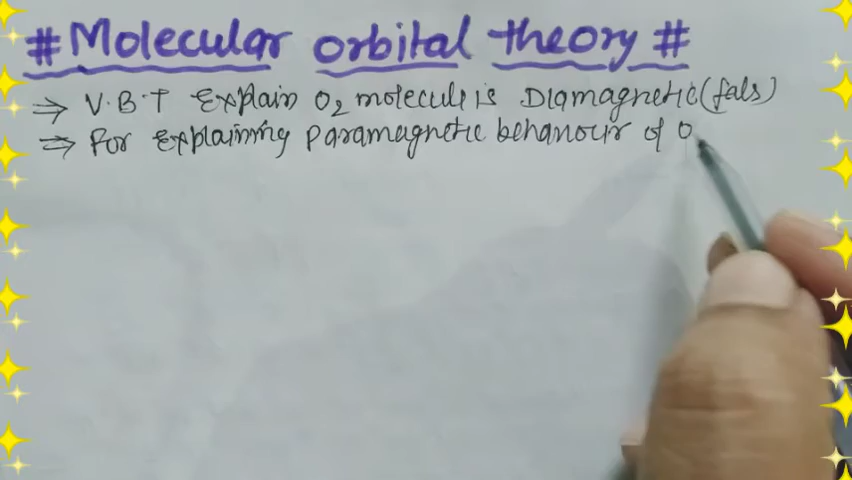 # Molecular orbital theory #
⇒ V.B.T Explain O2 molecule is Diamagnetic (fals)
⇒ For Explaining Paramagnetic behaviour of O